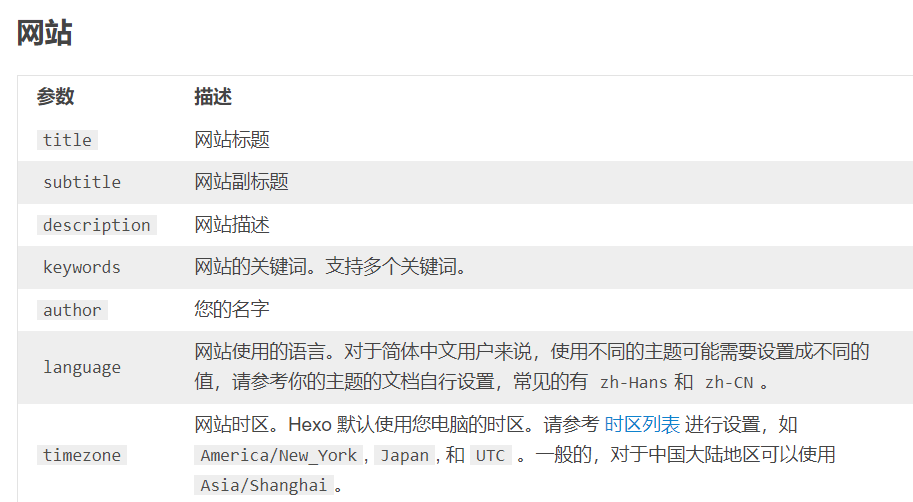 网站
参数 描述
title 网站标题
subtitle 网站副标题
description 网站描述
keywords 网站的关键词。支持多个关键词。
author 您的名字
language 网站使用的语言。对于简体中文用户来说，使用不同的主题可能需要设置成不同的
值，请参考你的主题的文档自行设置，常见的有 zh-Hans 和 zh-CN 。
timezone 网站时区。Hexo 默认使用您电脑的时区。请参考 时区列表 进行设置，如
America/New_York , Japan , 和 UTC 。一般的，对于中国大陆地区可以使用
Asia/Shanghai 。